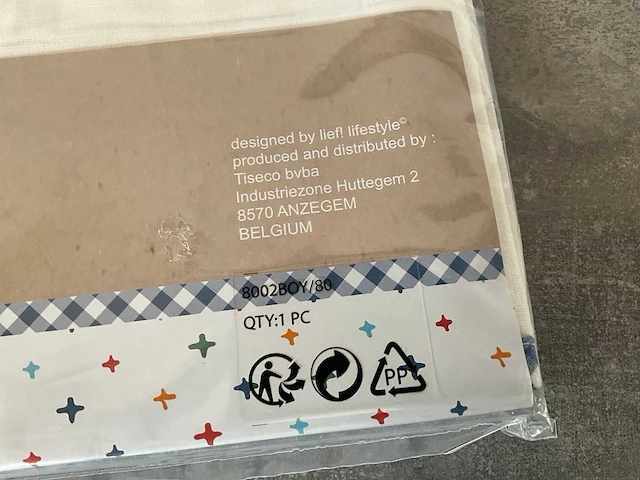 designed by lief! lifestyle©
produced and distributed by :
Tiseco bvba
Industriezone Huttegem 2
8570 ANZEGEM
BELGIUM
8002BOY/80
QTY:1 PC
PP